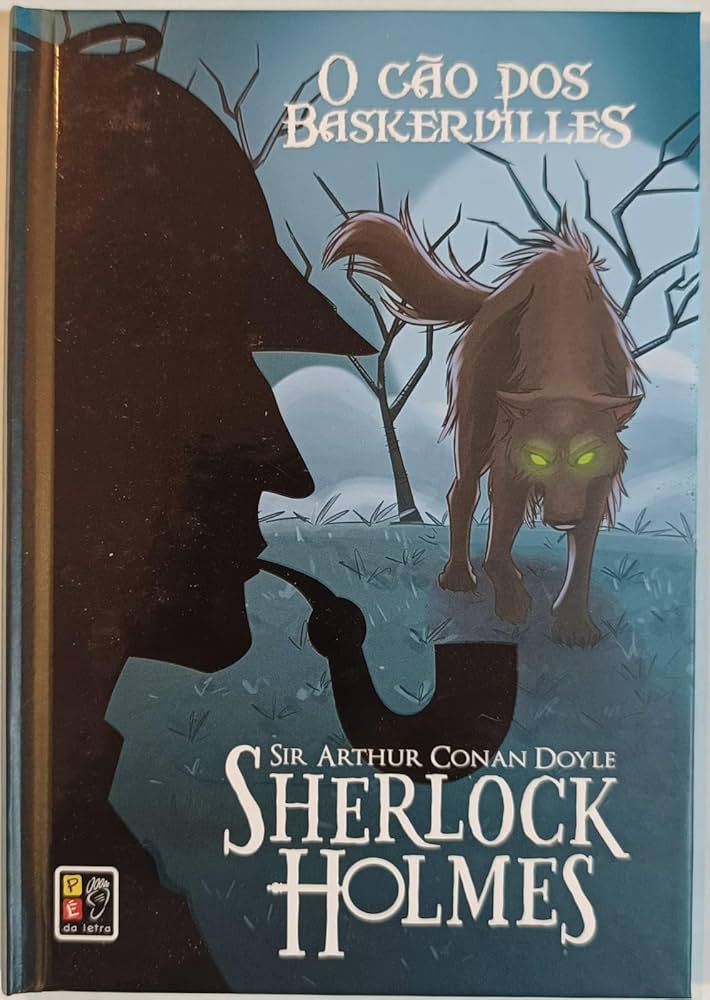 O CÃO DOS
BASKERVILLES
SIR ARTHUR CONAN DOYLE
SHERLOCK
HOLMES
P
É
da letra